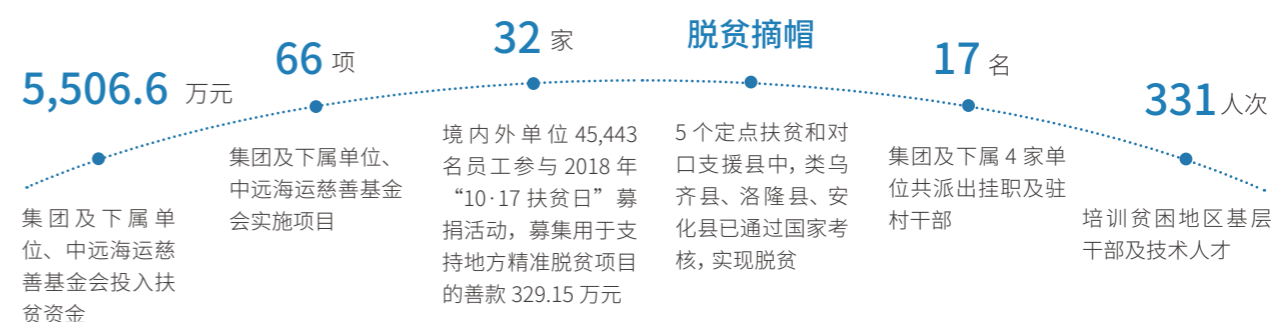 5,506.6 万元
集团及下属单
位、中远海运慈
善基金会投入扶
贫资金
66 项
集团及下属单位、
中远海运慈善基金
会实施项目
32 家
境内外单位 45,443
名员工参与 2018 年
“10·17 扶贫日”募
捐活动，募集用于支
持地方精准脱贫项目
的善款 329.15 万元
脱贫摘帽
5 个定点扶贫和对
口支援县中，类乌
齐县、洛隆县、安
化县已通过国家考
核，实现脱贫
17 名
集团及下属 4 家单
位共派出挂职及驻
村干部
331 人次
培训贫困地区基层
干部及技术人才